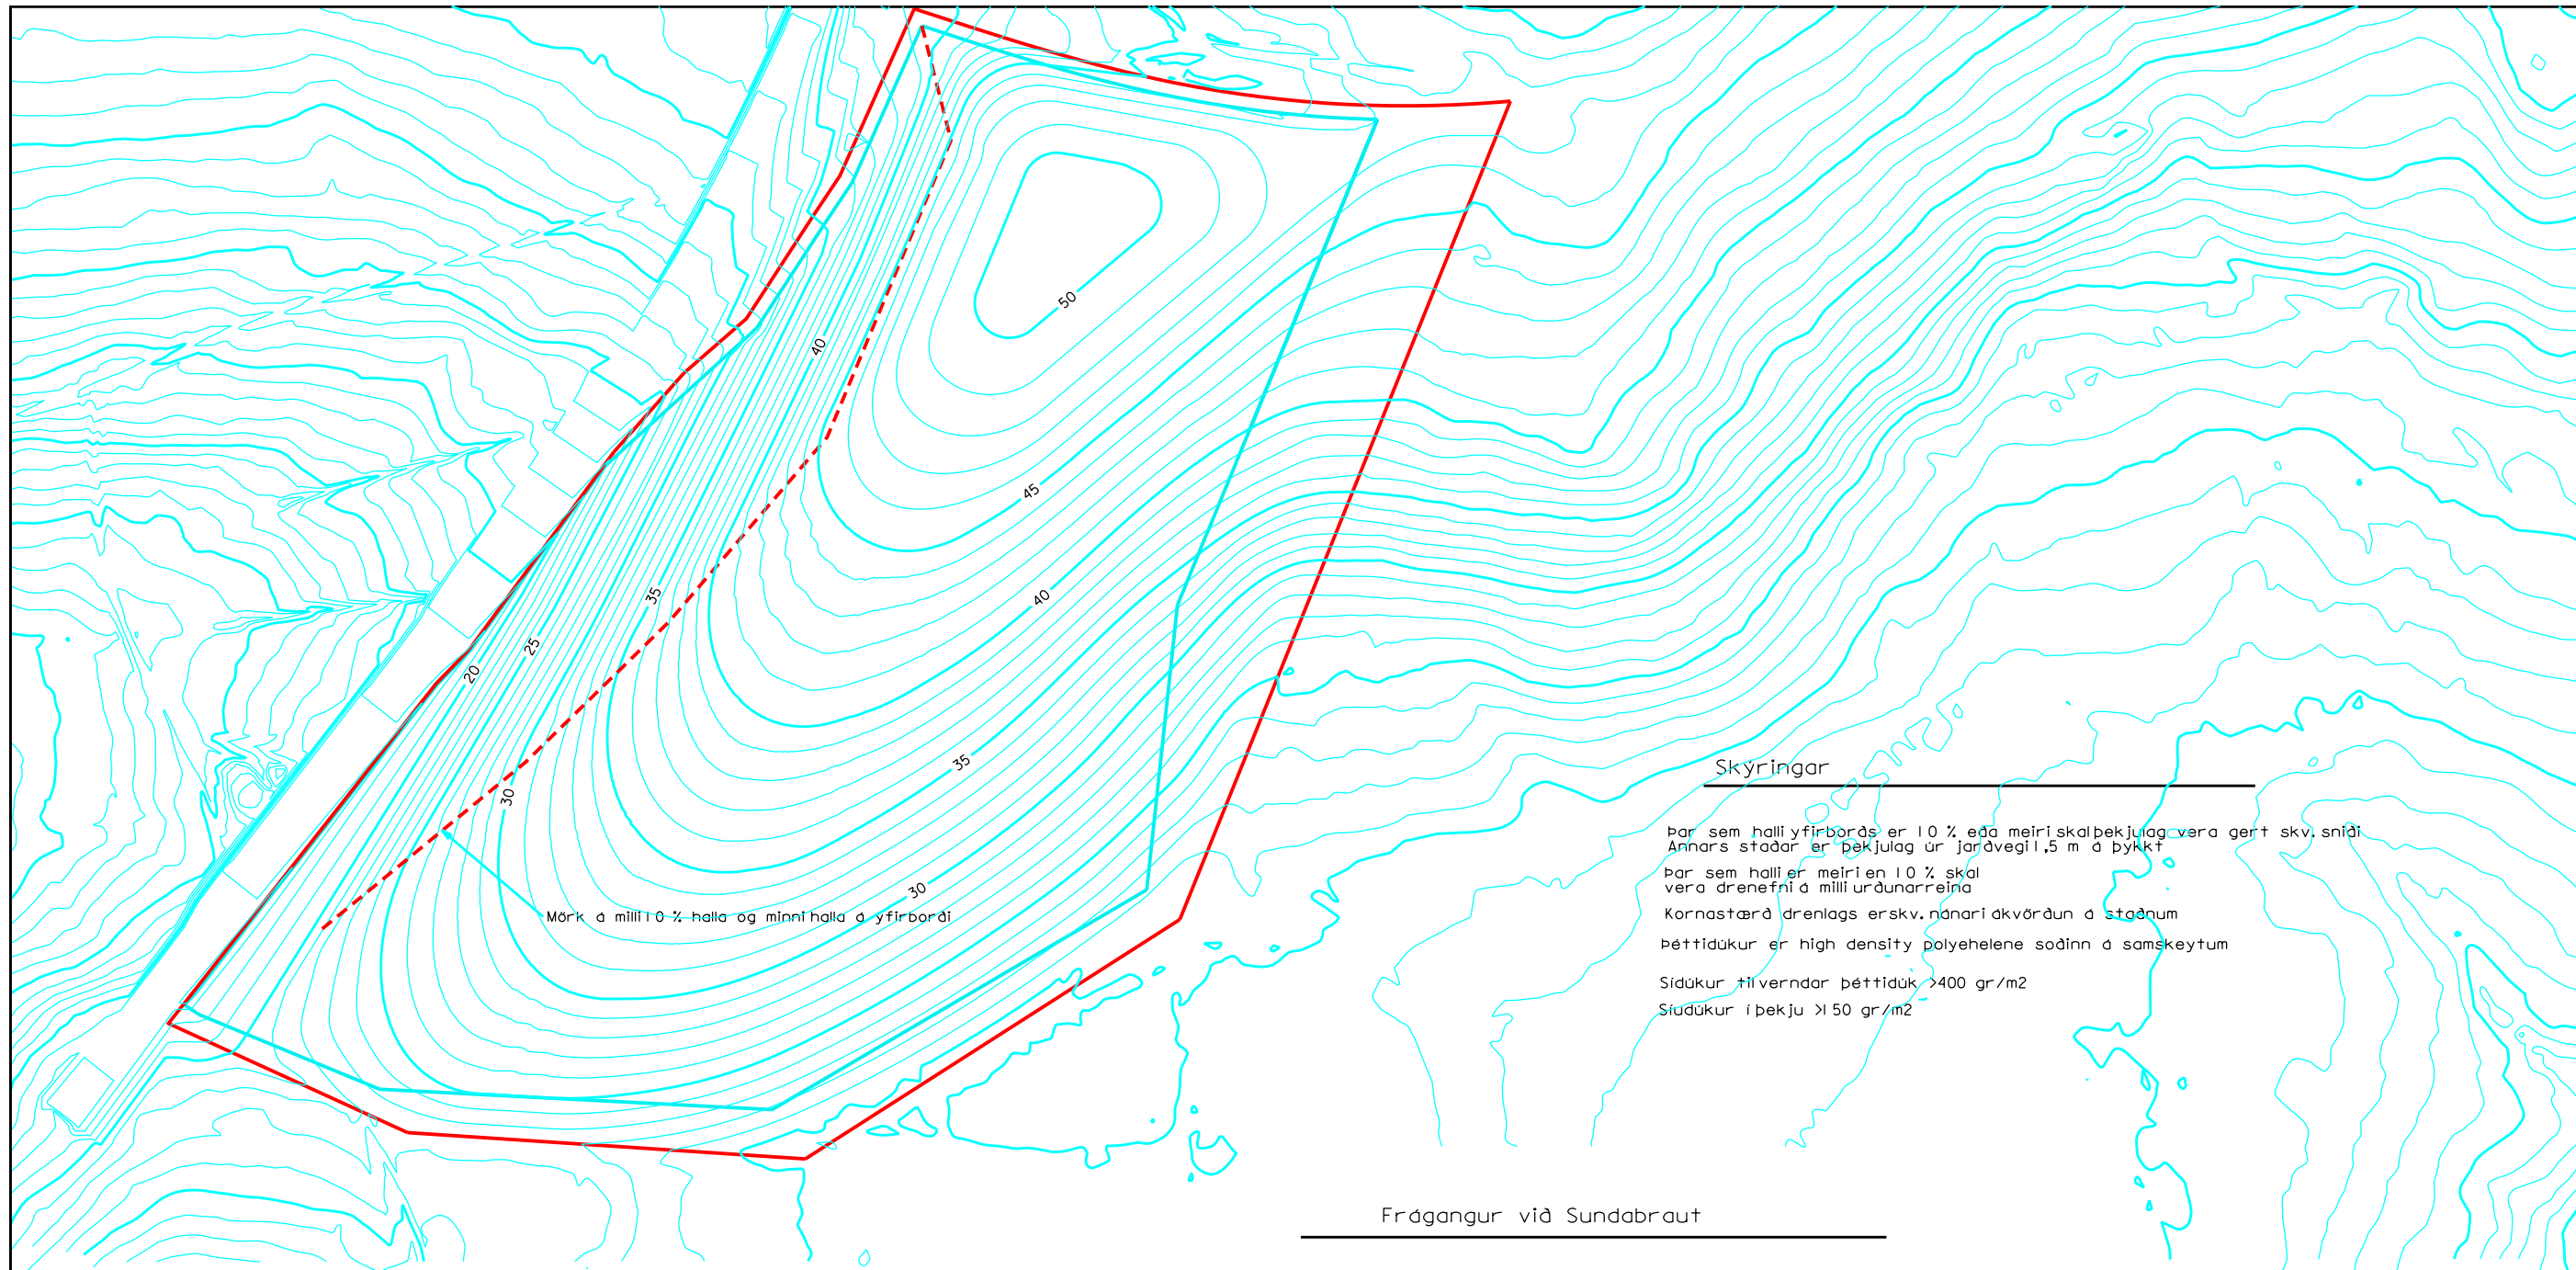 50
40
45
40
35
25
20
35
30
30
Skýringar
Þar sem halli yfirborðs er 10 % eða meiri skal þekjulag vera gert skv. sniði
Annars staðar er þekjulag úr jarðvegi 1,5 m á þykkt
Þar sem halli er meiri en 10 % skal
vera drenefni á milli urðunarreina
Mörk á milli 10 % halla og minni halla á yfirborði
Kornastærð drenlags er skv. nánari ákvörðun á staðnum
Þéttidúkur er high density polyehelene soðinn á samskeytum
Sídúkur til verndar þéttidúk >400 gr/m2
Síudúkur í þekju >150 gr/m2
Frágangur við Sundabraut